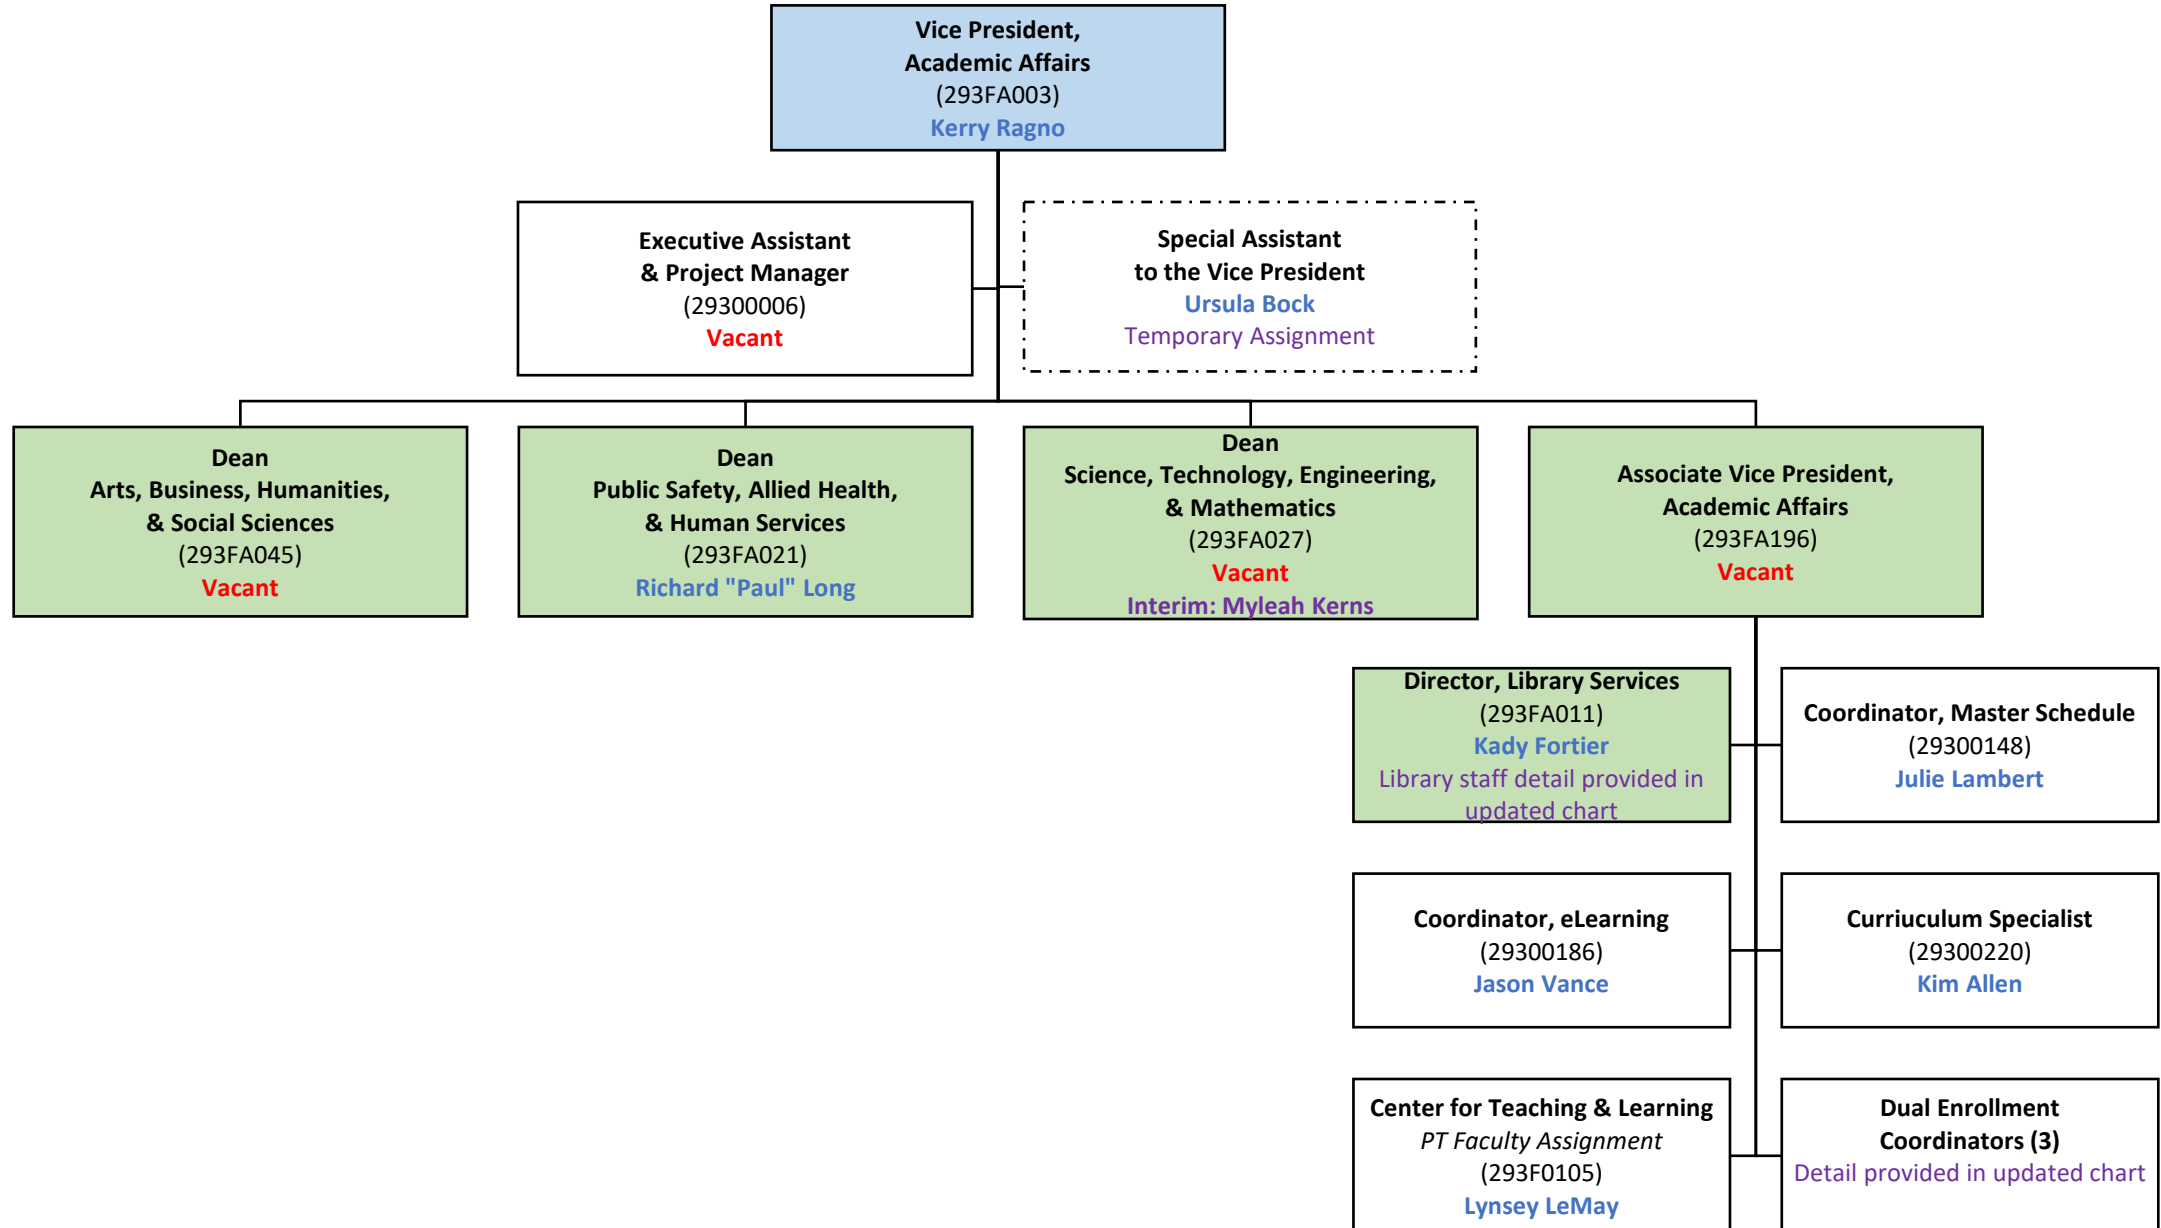 Vice President,
Academic Affairs
(293FA003)
Kerry Ragno
Executive Assistant
& Project Manager
(29300006)
Vacant
Special Assistant
to the Vice President
Ursula Bock
Temporary Assignment
Dean
Arts, Business, Humanities,
& Social Sciences
(293FA045)
Vacant
Dean
Public Safety, Allied Health,
& Human Services
(293FA021)
Richard "Paul" Long
Dean
Science, Technology, Engineering,
& Mathematics
(293FA027)
Vacant
Interim: Myleah Kerns
Associate Vice President,
Academic Affairs
(293FA196)
Vacant
Director, Library Services
(293FA011)
Kady Fortier
Library staff detail provided in
updated chart
Coordinator, Master Schedule
(29300148)
Julie Lambert
Coordinator, eLearning
(29300186)
Jason Vance
Curriuculum Specialist
(29300220)
Kim Allen
Center for Teaching & Learning
PT Faculty Assignment
(293F0105)
Lynsey LeMay
Dual Enrollment
Coordinators (3)
Detail provided in updated chart